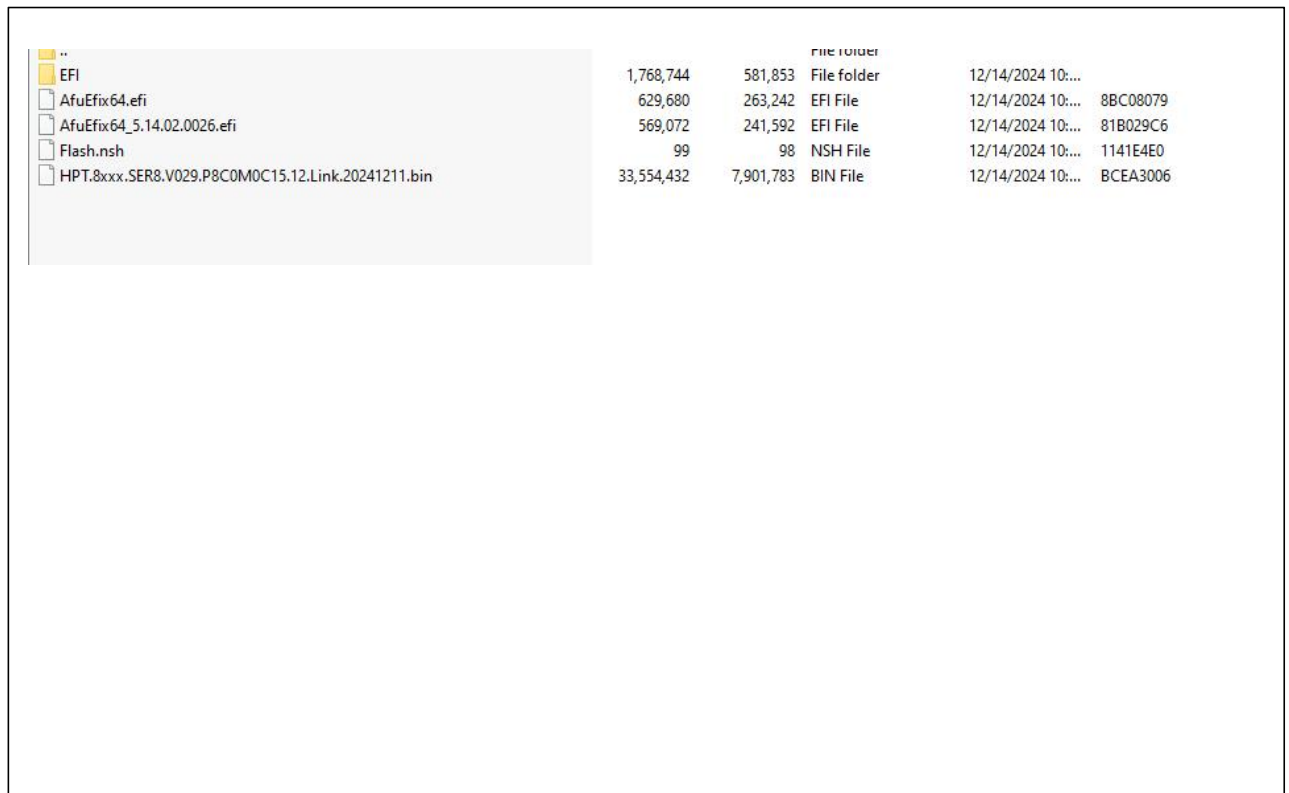 .. File folder
EFI 1,768,744 581,853 File folder 12/14/2024 10:...
AfuEfix64.efi 629,680 263,242 EFI File 12/14/2024 10:... 8BC08079
AfuEfix64_5.14.02.0026.efi 569,072 241,592 EFI File 12/14/2024 10:... 81B029C6
Flash.nsh 99 98 NSH File 12/14/2024 10:... 1141E4E0
HPT.8xxx.SER8.V029.P8C0M0C15.12.Link.20241211.bin 33,554,432 7,901,783 BIN File 12/14/2024 10:... BCEA3006